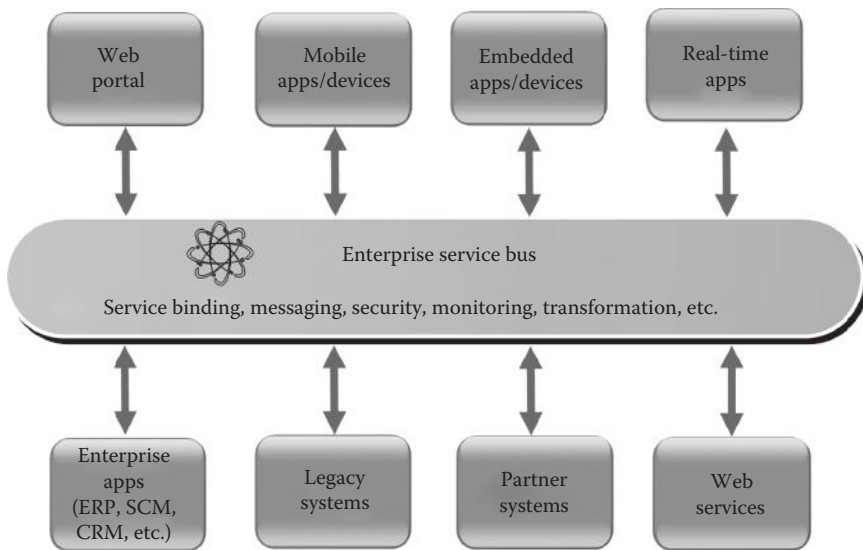 Web
portal
Mobile
apps/devices
Embedded
apps/devices
Real-time
apps
Enterprise service bus
Service binding, messaging, security, monitoring, transformation, etc.
Enterprise
apps
(ERP, SCM,
CRM, etc.)
Legacy
systems
Partner
systems
Web
services